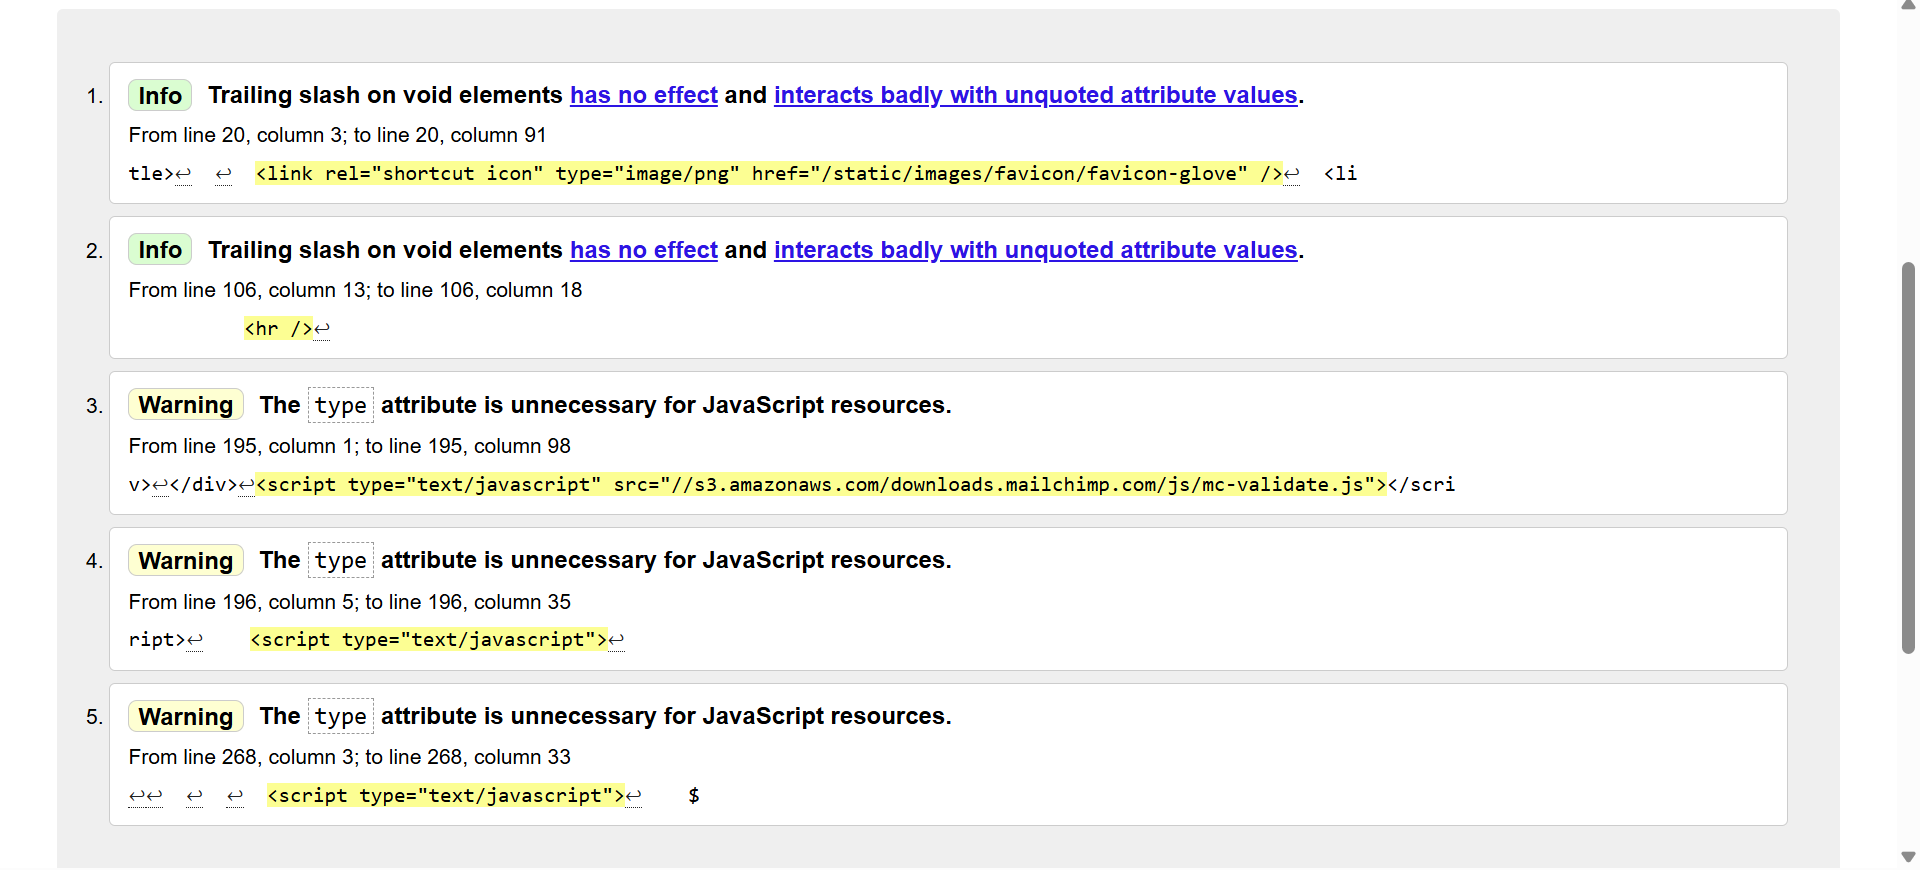 1. Info Trailing slash on void elements has no effect and interacts badly with unquoted attribute values.
From line 20, column 3; to line 20, column 91
tle>↩  ↩  <link rel="shortcut icon" type="image/png" href="/static/images/favicon/favicon-glove" />↩  <li
2. Info Trailing slash on void elements has no effect and interacts badly with unquoted attribute values.
From line 106, column 13; to line 106, column 18
<hr />↩
3. Warning The type attribute is unnecessary for JavaScript resources.
From line 195, column 1; to line 195, column 98
v>↩</div>↩<script type="text/javascript" src="//s3.amazonaws.com/downloads.mailchimp.com/js/mc-validate.js"></scri
4. Warning The type attribute is unnecessary for JavaScript resources.
From line 196, column 5; to line 196, column 35
ript>↩    <script type="text/javascript">↩
5. Warning The type attribute is unnecessary for JavaScript resources.
From line 268, column 3; to line 268, column 33
↩↩  ↩  ↩  <script type="text/javascript">↩    $